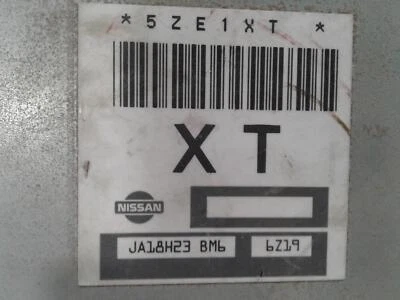 *5ZE1XT *
XT
NISSAN
JA18H23 BM6 6Z19